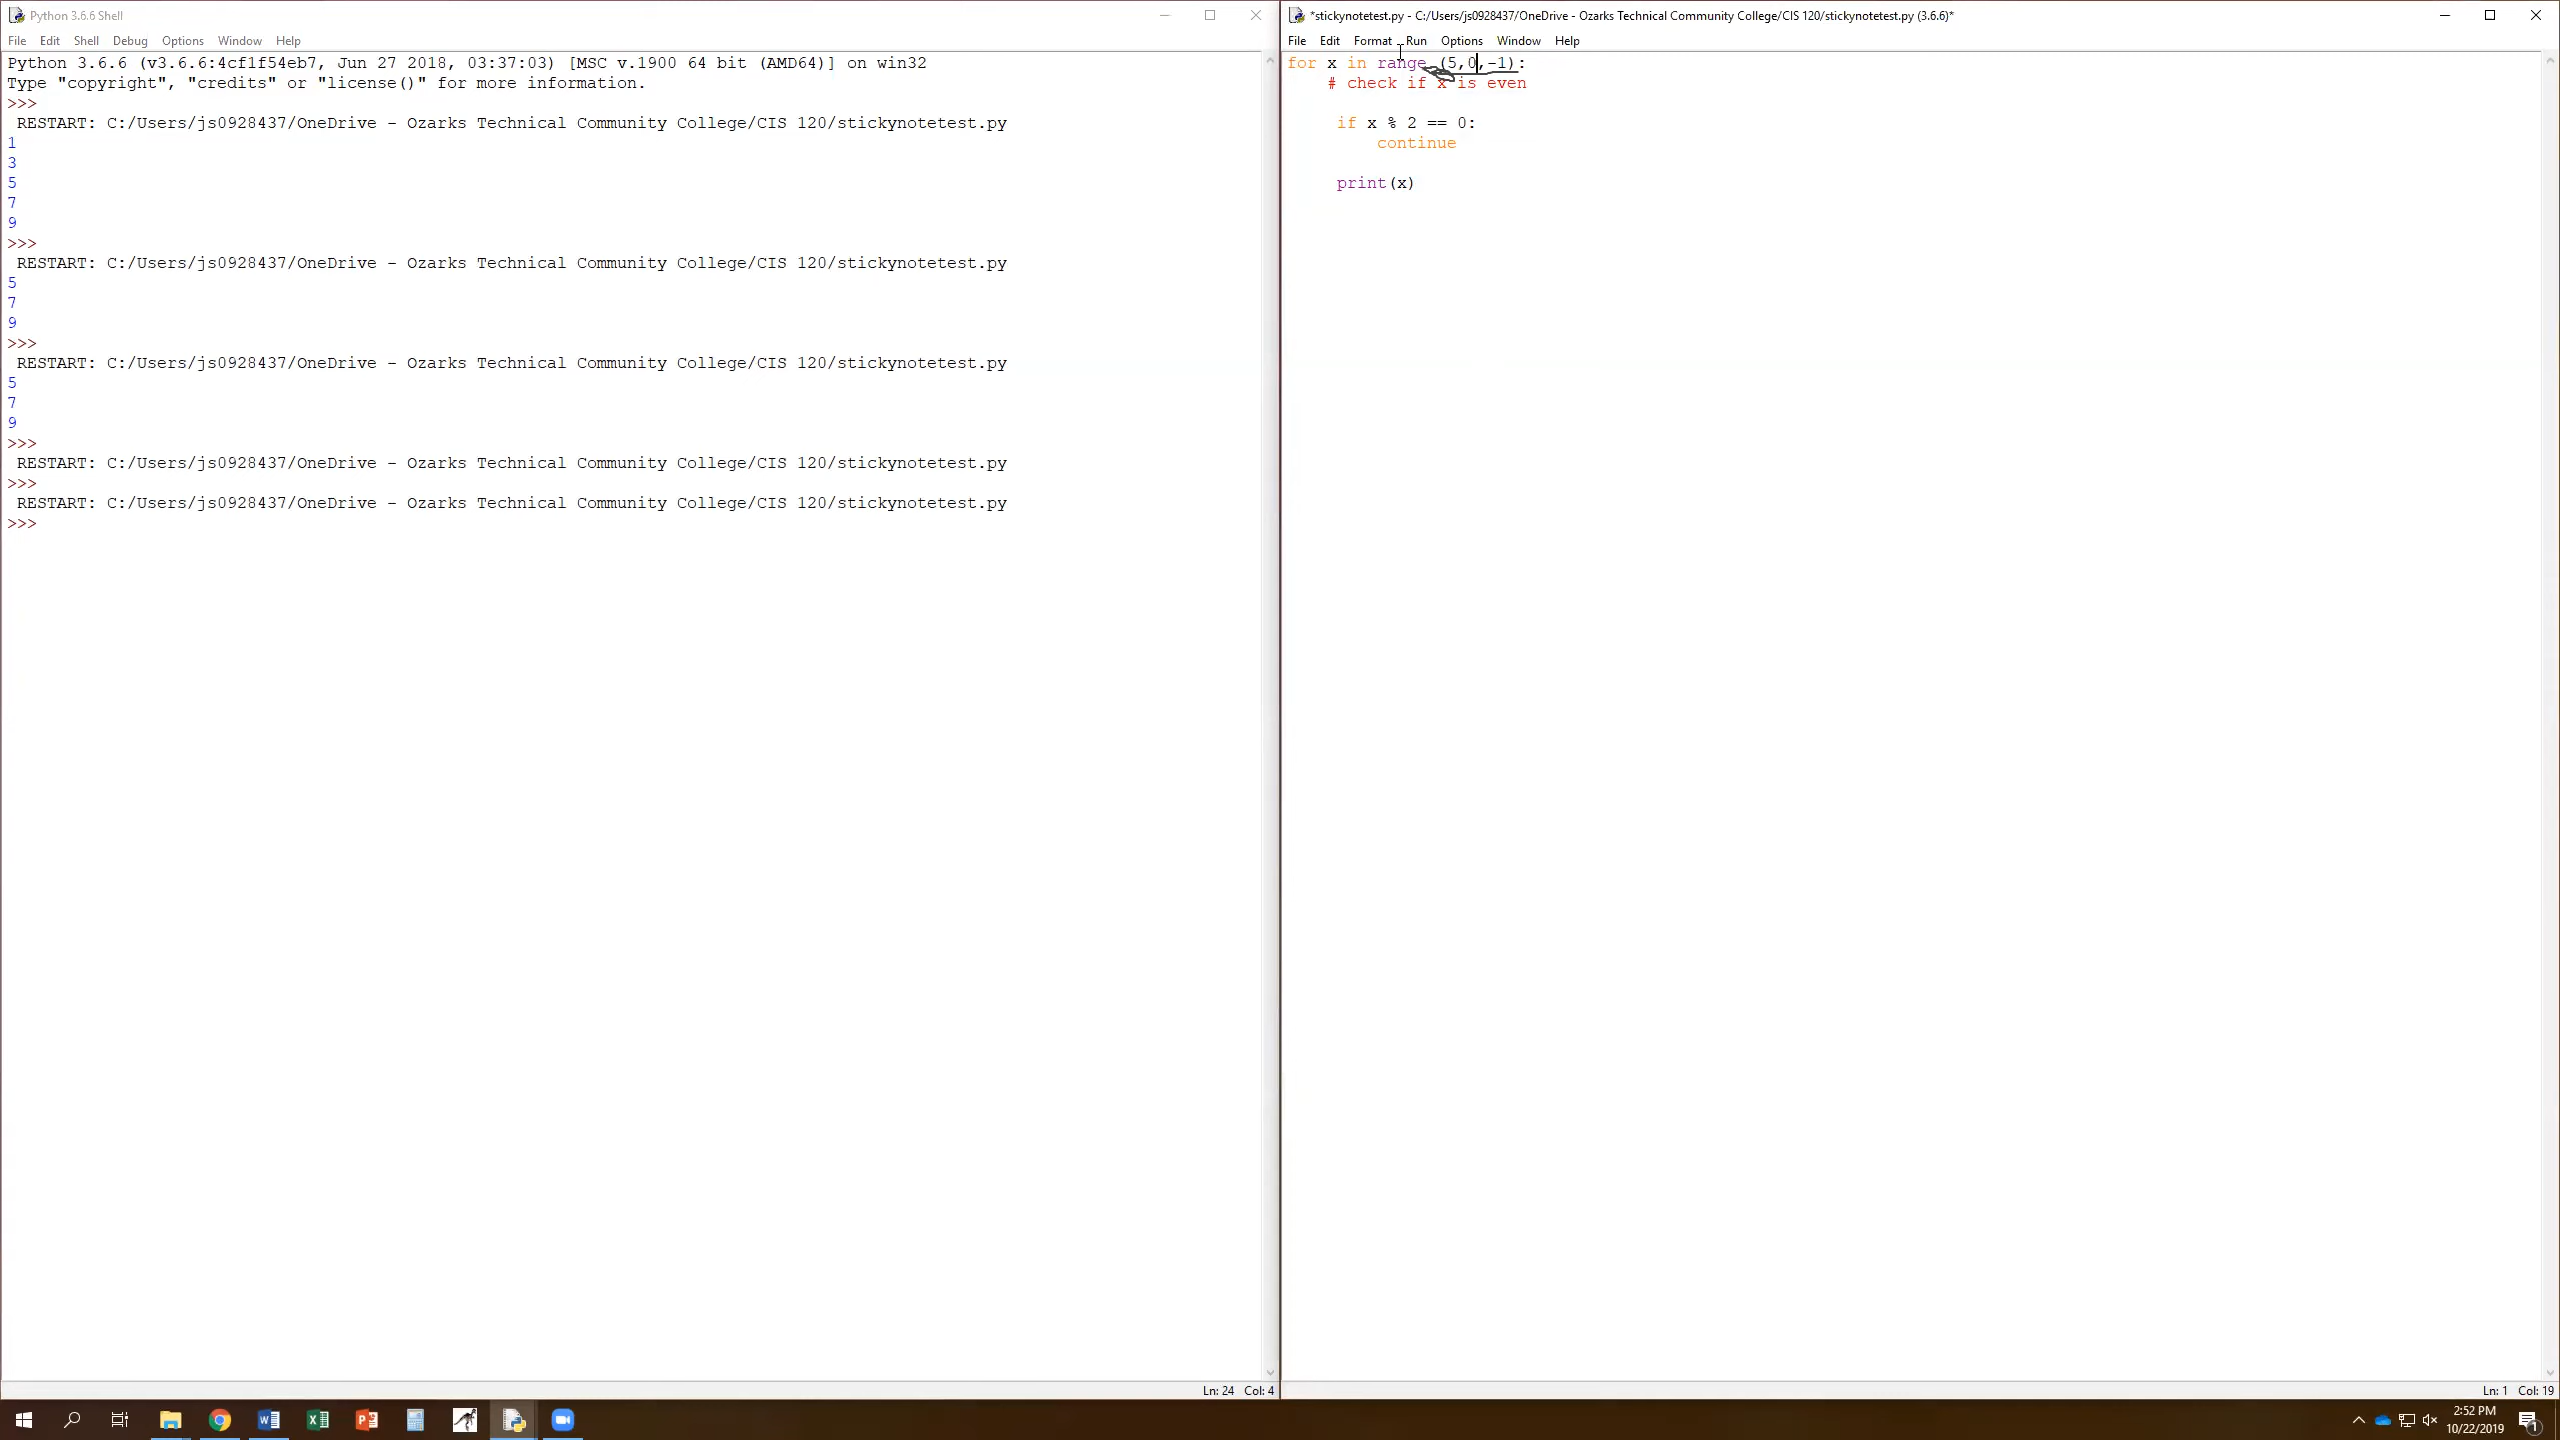 Python 3.6.6 Shell
File Edit Shell Debug Options Window Help
Python 3.6.6 (v3.6.6:4cf1f54eb7, Jun 27 2018, 03:37:03) [MSC v.1900 64 bit (AMD64)] on win32
Type "copyright", "credits" or "license()" for more information.
>>>
RESTART: C:/Users/js0928437/OneDrive - Ozarks Technical Community College/CIS 120/stickynotetest.py
1
3
5
7
9
>>>
RESTART: C:/Users/js0928437/OneDrive - Ozarks Technical Community College/CIS 120/stickynotetest.py
5
7
9
>>>
RESTART: C:/Users/js0928437/OneDrive - Ozarks Technical Community College/CIS 120/stickynotetest.py
5
7
9
>>>
RESTART: C:/Users/js0928437/OneDrive - Ozarks Technical Community College/CIS 120/stickynotetest.py
>>>
RESTART: C:/Users/js0928437/OneDrive - Ozarks Technical Community College/CIS 120/stickynotetest.py
>>>
Ln: 24 Col: 4
*stickynotetest.py - C:/Users/js0928437/OneDrive - Ozarks Technical Community College/CIS 120/stickynotetest.py (3.6.6)*
File Edit Format Run Options Window Help
for x in range (5,0,-1):
# check if x is even
if x % 2 == 0:
continue
print(x)
Ln: 1 Col: 19
2:52 PM
10/22/2019
1